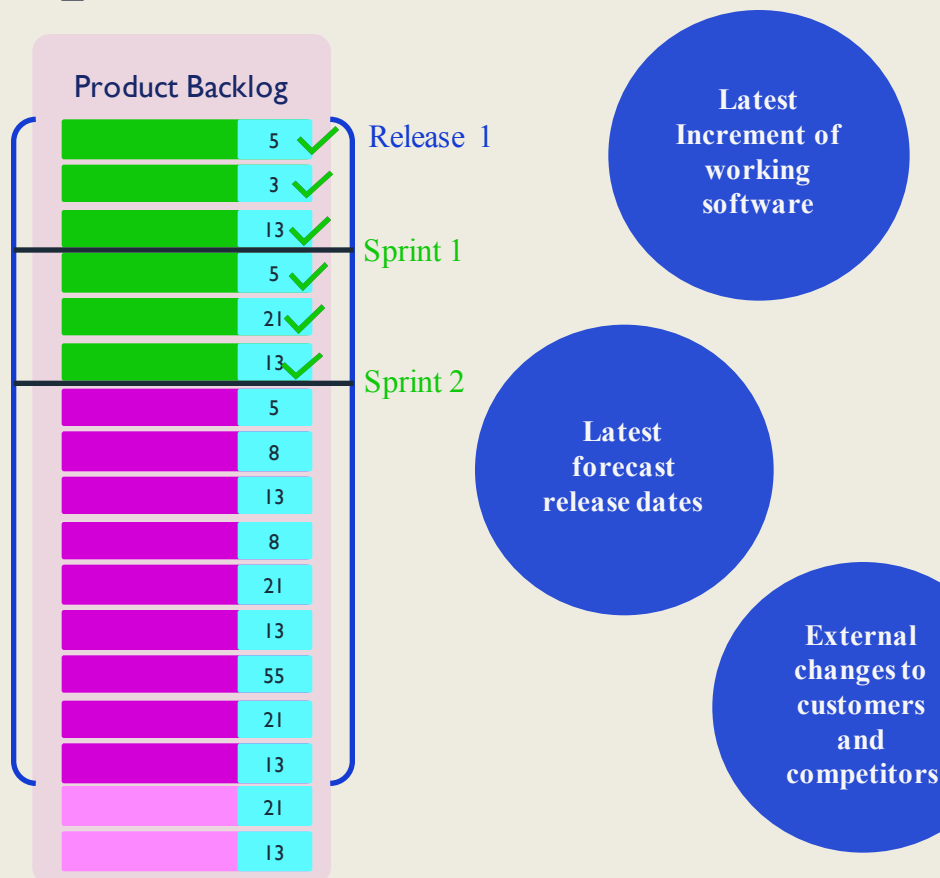 Product Backlog
5
Release 1
3
13
Sprint 1
5
21
13
Sprint 2
5
8
13
8
21
13
55
21
13
21
13
Latest
Increment of
working
software
Latest
forecast
release dates
External
changes to
customers
and
competitors